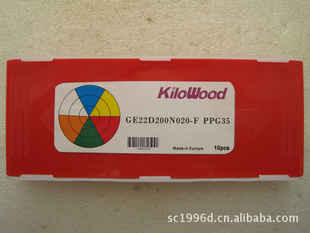 KiloWood
GE22D200N020-F PPG35
Made in Europe
10pcs
sc1996d.cn.alibaba.com